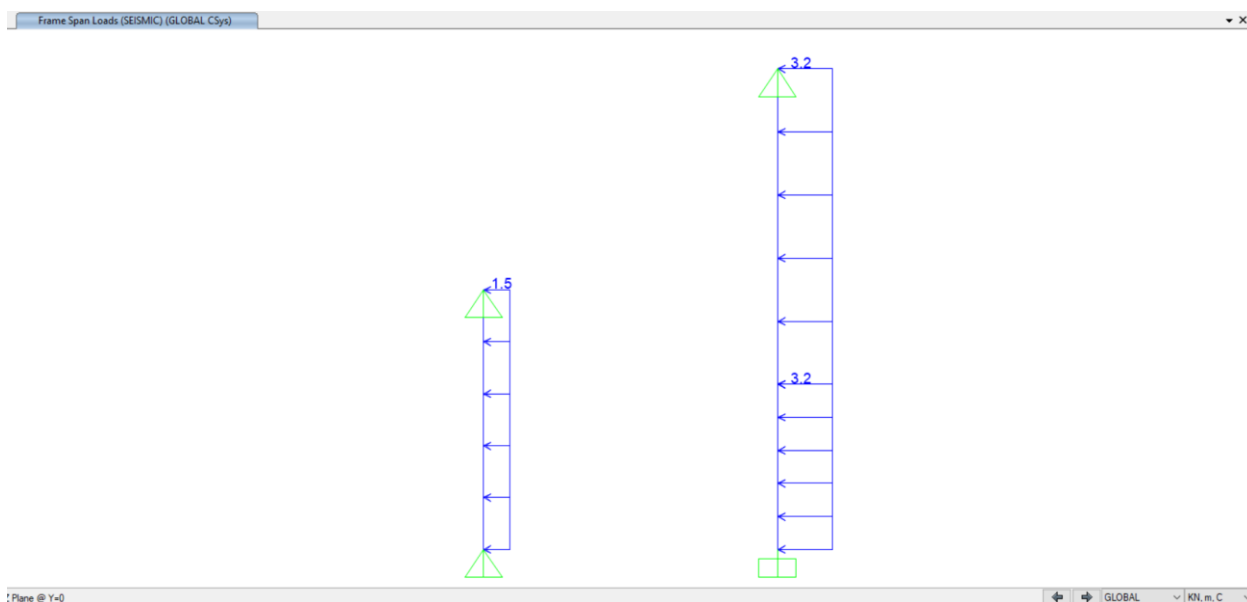 Frame Span Loads (SEISMIC) (GLOBAL CSys)
3.2
1.5
3.2
Plane @ Y=0
GLOBAL
KN, m, C